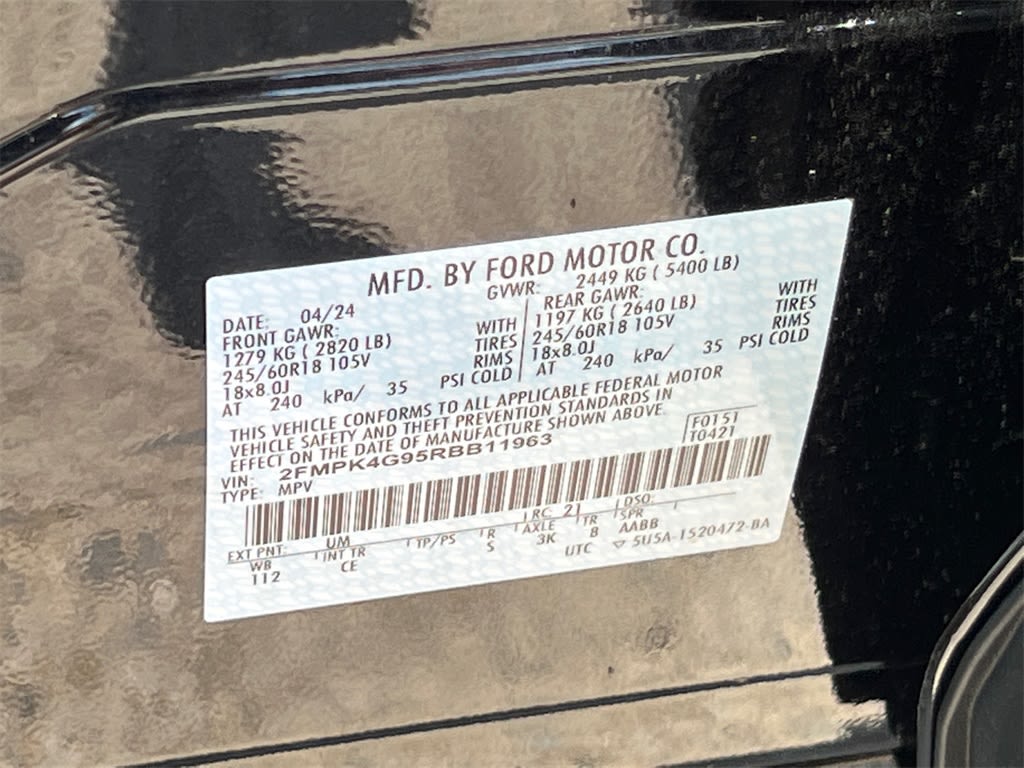 MFD. BY FORD MOTOR CO.
DATE: 04/24 GVWR: 2449 KG ( 5400 LB)
FRONT GAWR: REAR GAWR:
1279 KG ( 2820 LB) WITH 1197 KG ( 2640 LB) WITH
245/60R18 105V TIRES 245/60R18 105V TIRES
18x8.0J RIMS 18x8.0J RIMS
AT 240 kPa/ 35 PSI COLD AT 240 kPa/ 35 PSI COLD
THIS VEHICLE CONFORMS TO ALL APPLICABLE FEDERAL MOTOR
VEHICLE SAFETY AND THEFT PREVENTION STANDARDS IN
EFFECT ON THE DATE OF MANUFACTURE SHOWN ABOVE.
VIN: 2FMPK4G95RBB11963 F0151
TYPE: MPV T0421
EXT PNT: UM RC: 21 DSO:
WB INT TR TP/PS R AXLE TR SPR
112 CE S 3K B AABB
UTC ▽ 5U5A-1520472-BA